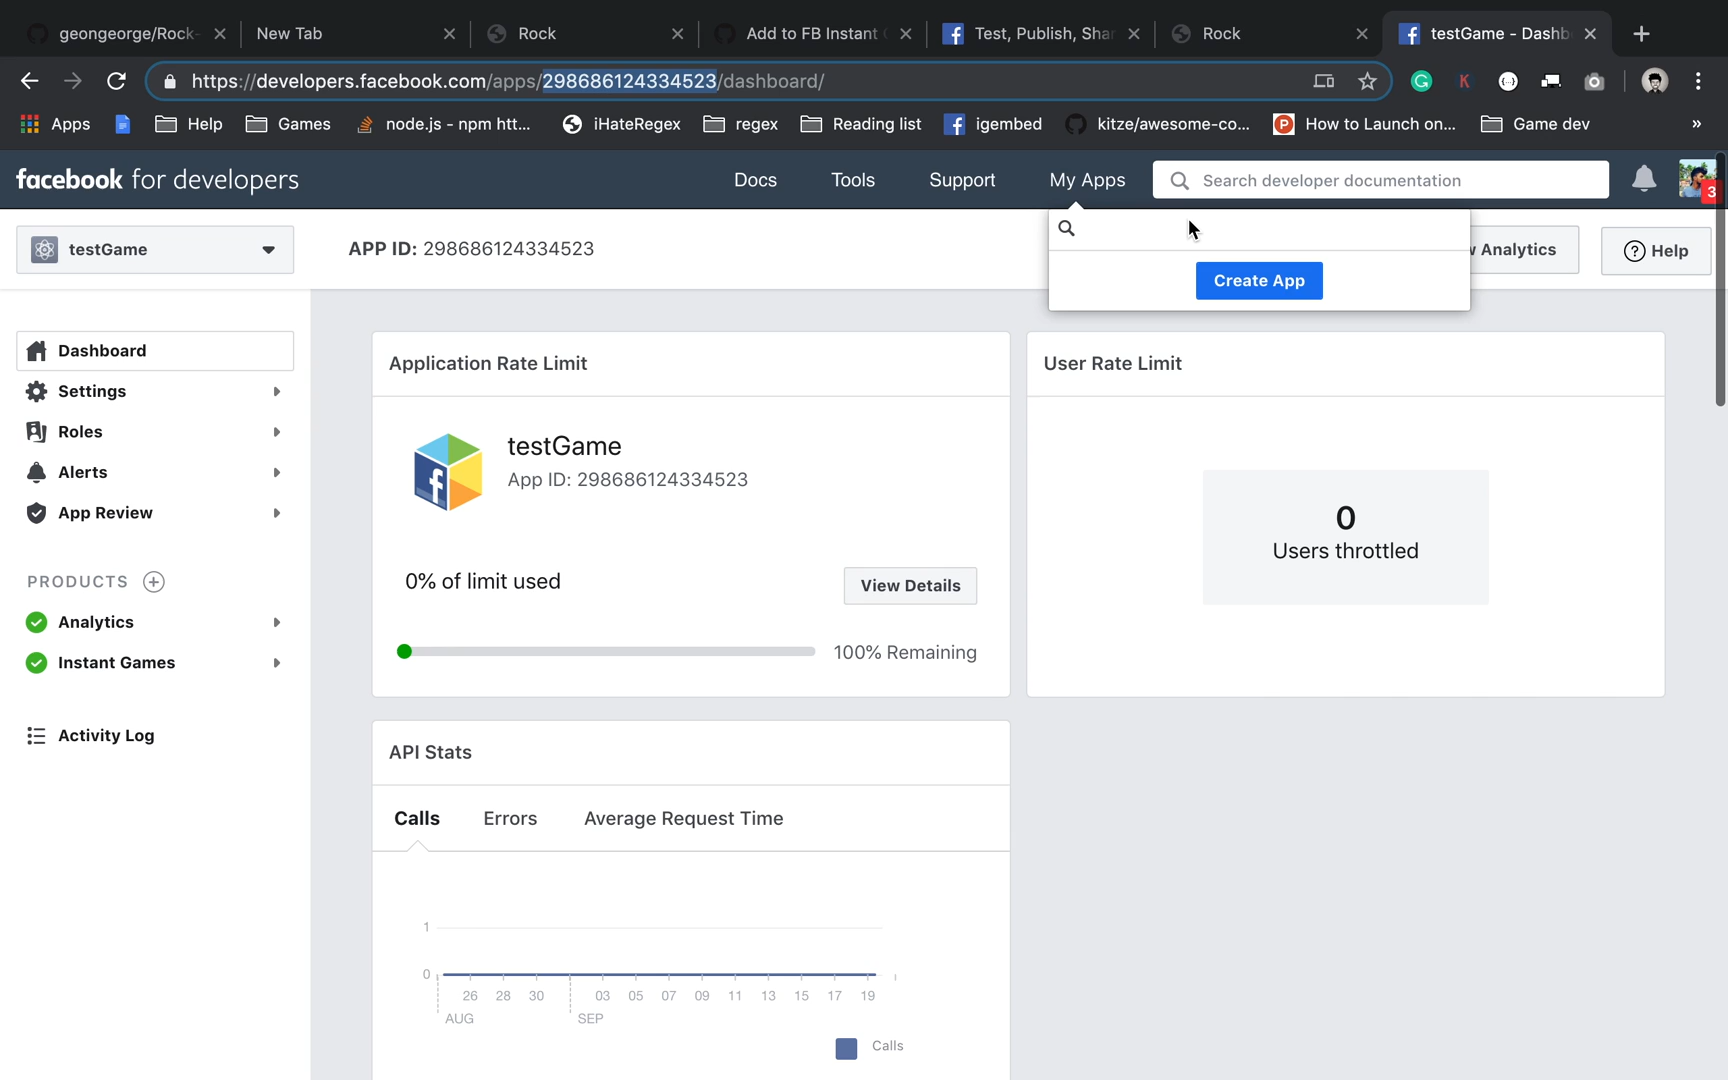 geongeorge/Rock-
New Tab
Rock
Add to FB Instant
Test, Publish, Shar
Rock
testGame - Dashb
https://developers.facebook.com/apps/298686124334523/dashboard/
Apps
Help
Games
node.js - npm htt...
iHateRegex
regex
Reading list
igembed
kitze/awesome-co...
How to Launch on...
Game dev
»
facebook for developers
Docs
Tools
Support
My Apps
Search developer documentation
3
testGame
APP ID: 298686124334523
Analytics
Help
Create App
Dashboard
Settings
Roles
Alerts
App Review
PRODUCTS
Analytics
Instant Games
Activity Log
Application Rate Limit
testGame
App ID: 298686124334523
0% of limit used
View Details
100% Remaining
User Rate Limit
0
Users throttled
API Stats
Calls
Errors
Average Request Time
1
0
26 28 30 03 05 07 09 11 13 15 17 19
AUG SEP
Calls